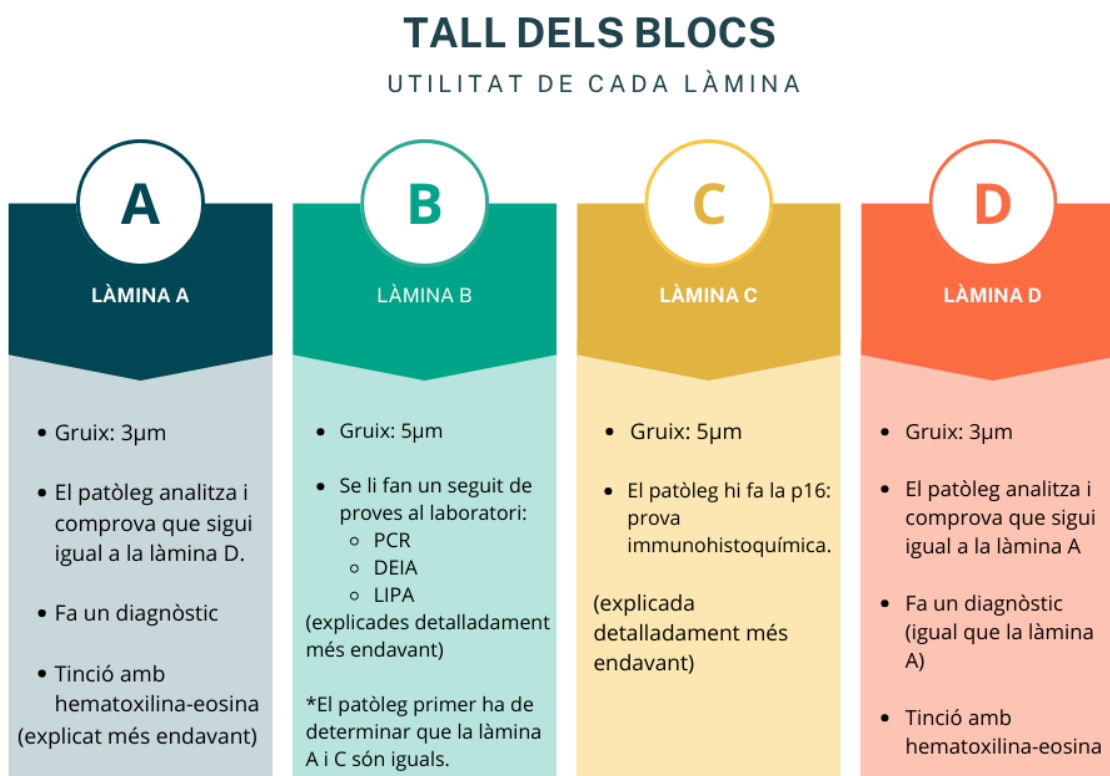 TALL DELS BLOCS
UTILITAT DE CADA LÀMINA
A
LÀMINA A
• Gruix: 3µm
• El patòleg analitza i
comprova que sigui
igual a la làmina D.
• Fa un diagnòstic
• Tinció amb
hematoxilina-eosina
(explicat més endavant)
B
LÀMINA B
• Gruix: 5µm
• Se li fan un seguit de
proves al laboratori:
◦ PCR
◦ DEIA
◦ LIPA
(explicades detalladament
més endavant)
*El patòleg primer ha de
determinar que la làmina
A i C són iguals.
C
LÀMINA C
• Gruix: 5µm
• El patòleg hi fa la p16:
prova
immunohistoquímica.
(explicada
detalladament més
endavant)
D
LÀMINA D
• Gruix: 3µm
• El patòleg analitza i
comprova que sigui
igual a la làmina A
• Fa un diagnòstic
(igual que la làmina
A)
• Tinció amb
hematoxilina-eosina